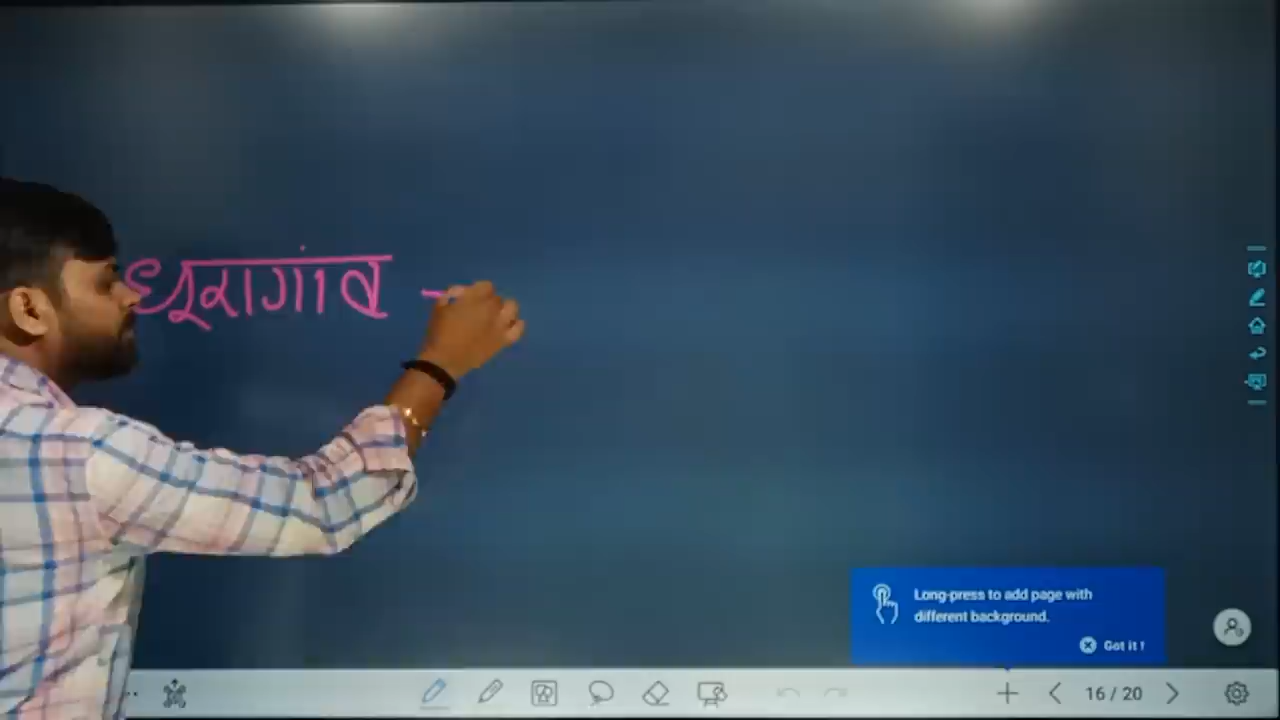 धूरागांव -
Long-press to add page with
different background.
Got it !
16 / 20